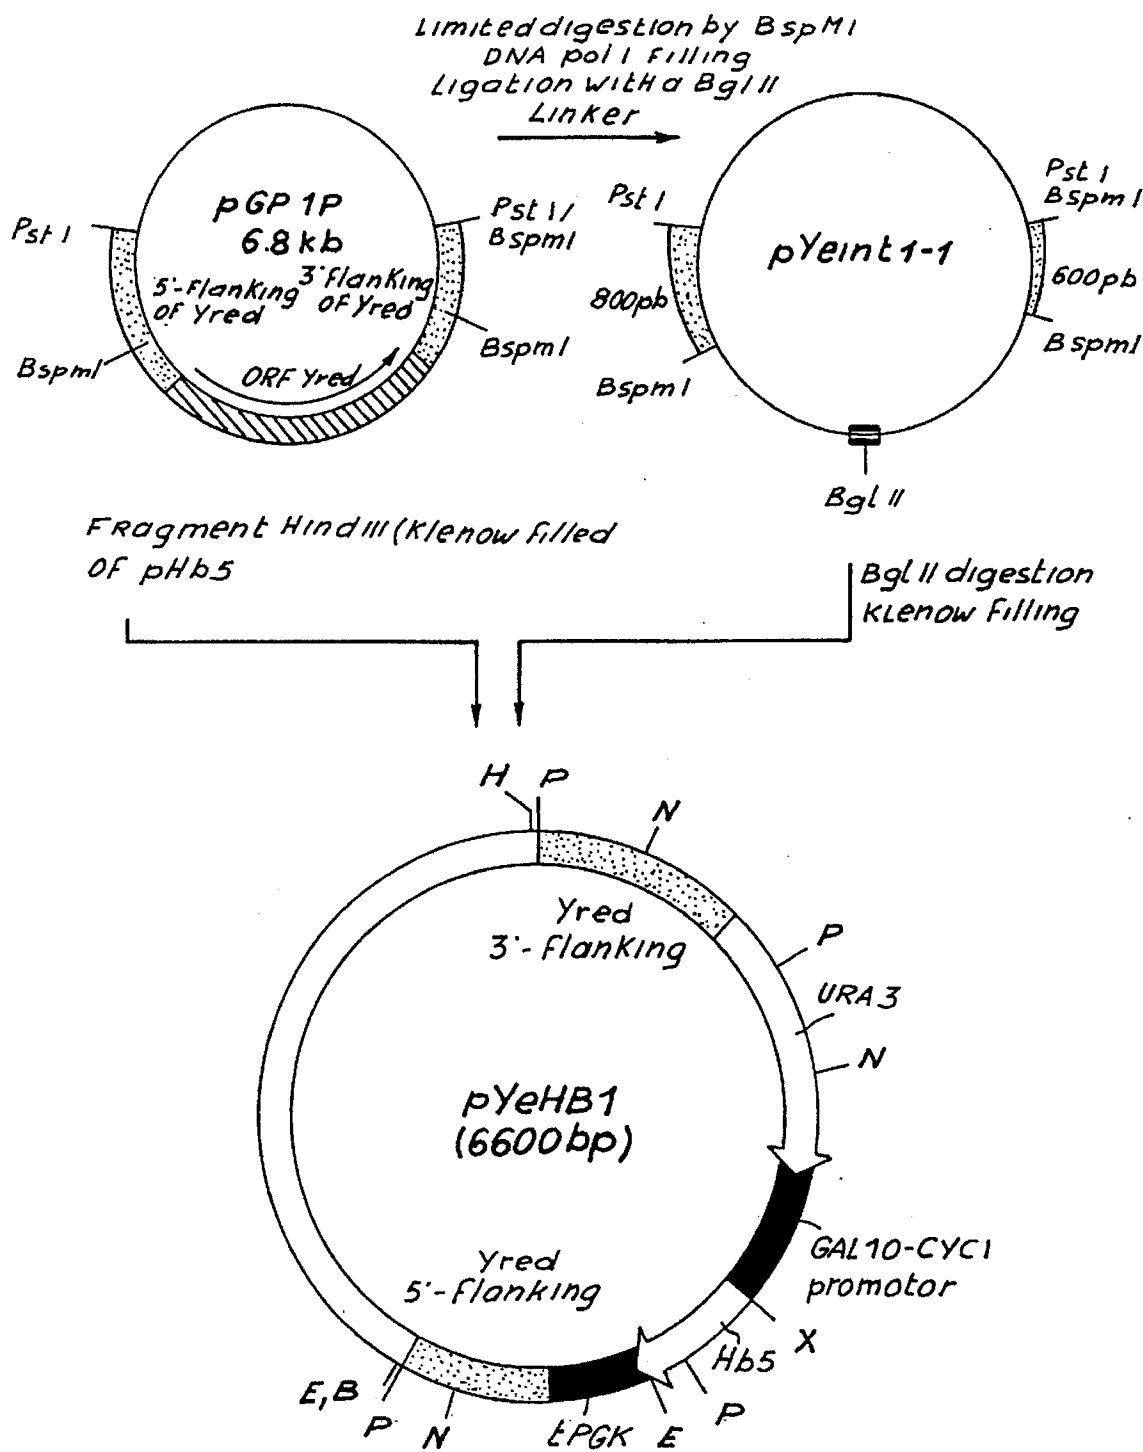 Limited digestion by BspMI
DNA pol I filling
Ligation with a Bgl II
Linker
Pst I
pGP 1P
6.8 kb
Pst I/
BspmI
5'-Flanking
of Yred
3'Flanking
of Yred
BspmI
BspmI
ORF Yred
Pst I
pYeint1-1
Pst I
BspmI
800pb
600pb
BspmI
BspmI
Bgl II
Fragment HindIII (Klenow filled
of pHb5
Bgl II digestion
Klenow filling
H
P
N
Yred
3'-Flanking
P
URA3
N
pYeHB1
(6600bp)
GAL10-CYC1
promotor
Yred
5'-Flanking
X
Hb5
E,B
P
N
tPGK
E
P